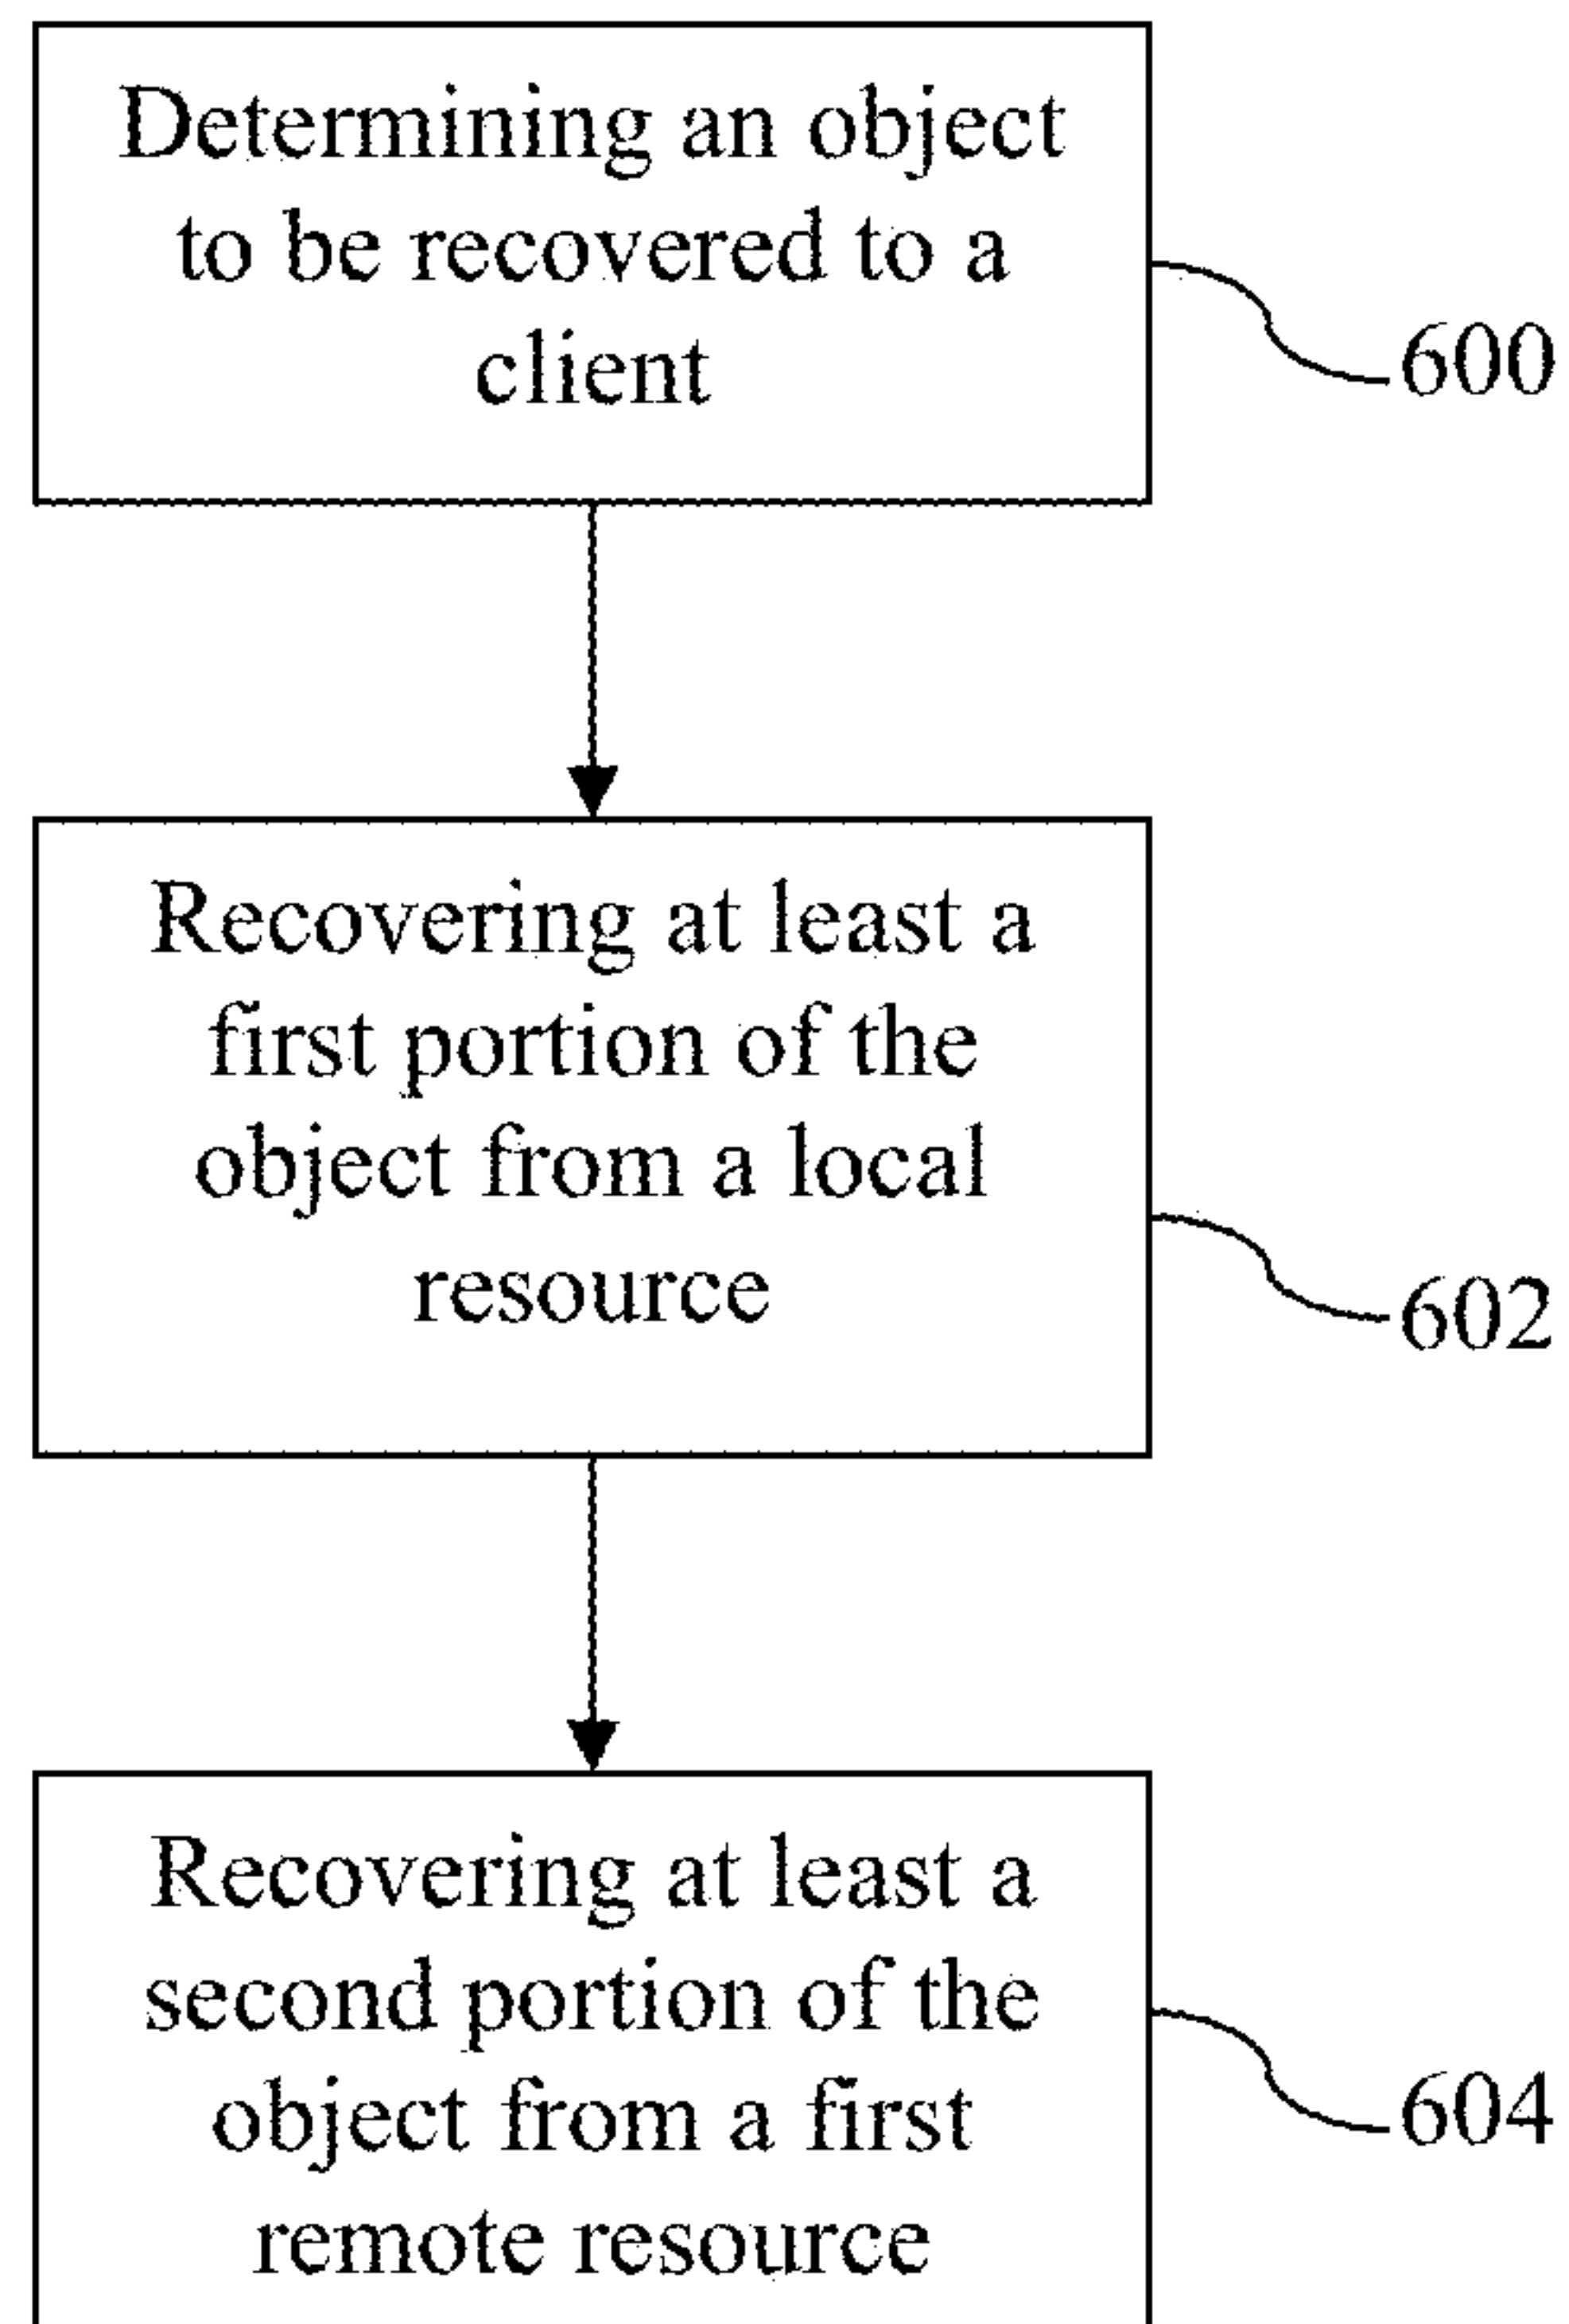 Determining an object
to be recovered to a
client
600
Recovering at least a
first portion of the
object from a local
resource
602
Recovering at least a
second portion of the
object from a first
remote resource
604